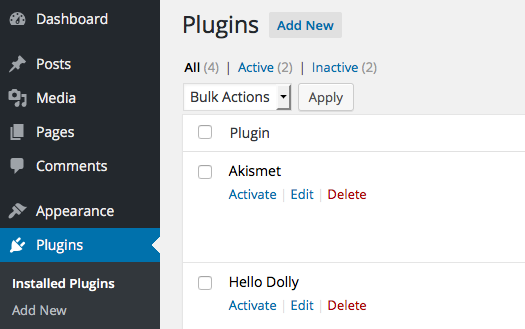 Dashboard
Posts
Media
Pages
Comments
Appearance
Plugins
Installed Plugins
Add New
Plugins Add New
All (4) | Active (2) | Inactive (2)
Bulk Actions Apply
Plugin
Akismet
Activate | Edit | Delete
Hello Dolly
Activate | Edit | Delete